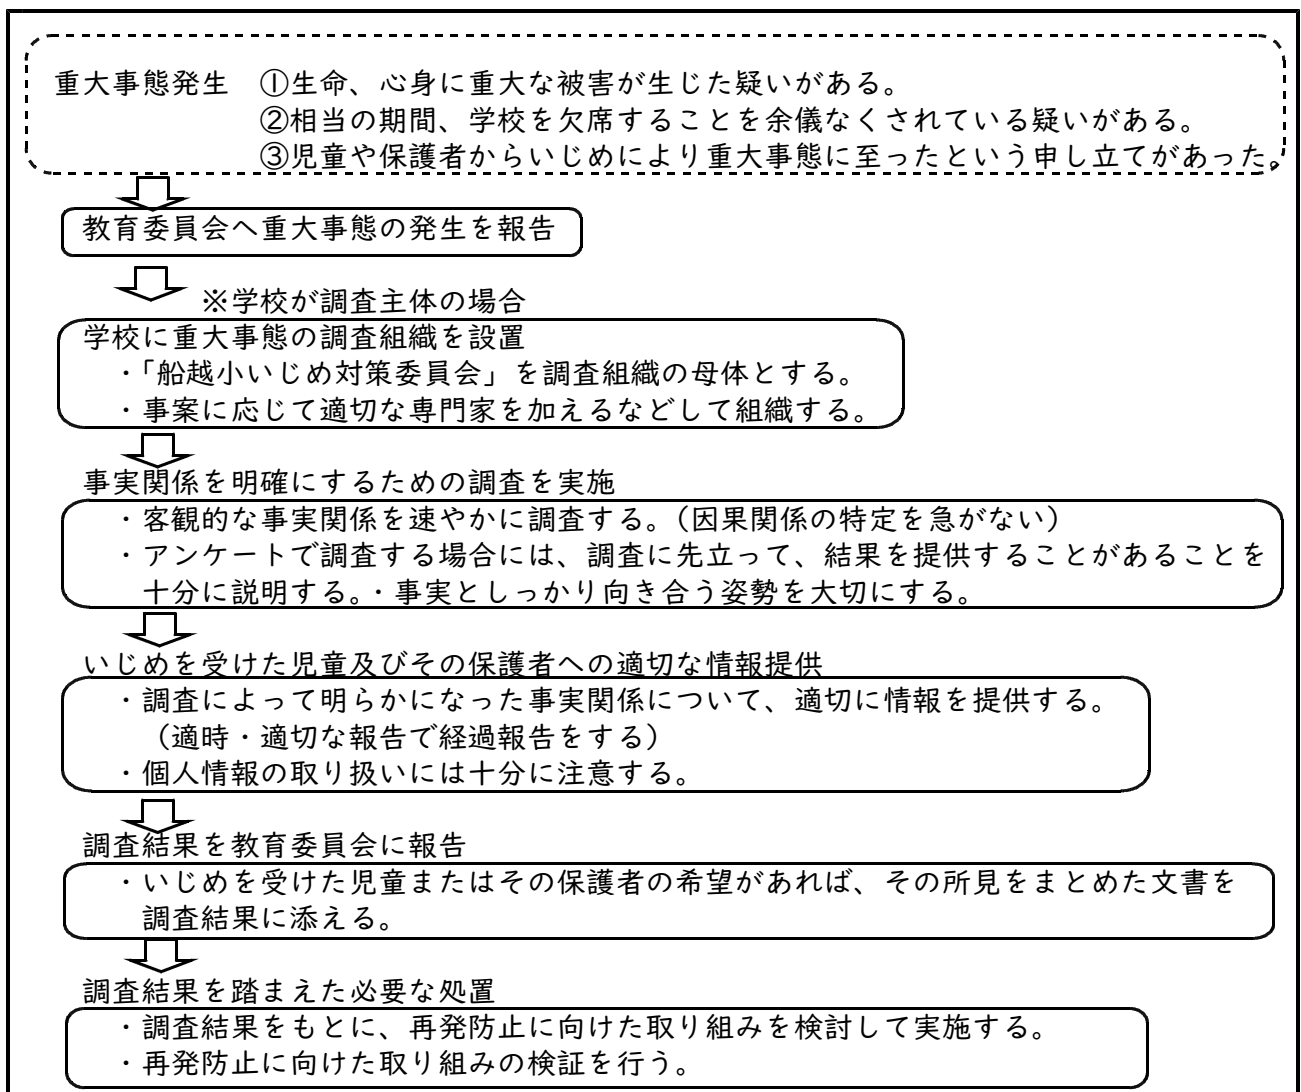 重大事態発生　①生命、心身に重大な被害が生じた疑いがある。
②相当の期間、学校を欠席することを余儀なくされている疑いがある。
③児童や保護者からいじめにより重大事態に至ったという申し立てがあった。
教育委員会へ重大事態の発生を報告
※学校が調査主体の場合
学校に重大事態の調査組織を設置
・「船越小いじめ対策委員会」を調査組織の母体とする。
・事案に応じて適切な専門家を加えるなどして組織する。
事実関係を明確にするための調査を実施
・客観的な事実関係を速やかに調査する。（因果関係の特定を急がない）
・アンケートで調査する場合には、調査に先立って、結果を提供することがあることを
十分に説明する。・事実としっかり向き合う姿勢を大切にする。
いじめを受けた児童及びその保護者への適切な情報提供
・調査によって明らかになった事実関係について、適切に情報を提供する。
（適時・適切な報告で経過報告をする）
・個人情報の取り扱いには十分に注意する。
調査結果を教育委員会に報告
・いじめを受けた児童またはその保護者の希望があれば、その所見をまとめた文書を
調査結果に添える。
調査結果を踏まえた必要な処置
・調査結果をもとに、再発防止に向けた取り組みを検討して実施する。
・再発防止に向けた取り組みの検証を行う。